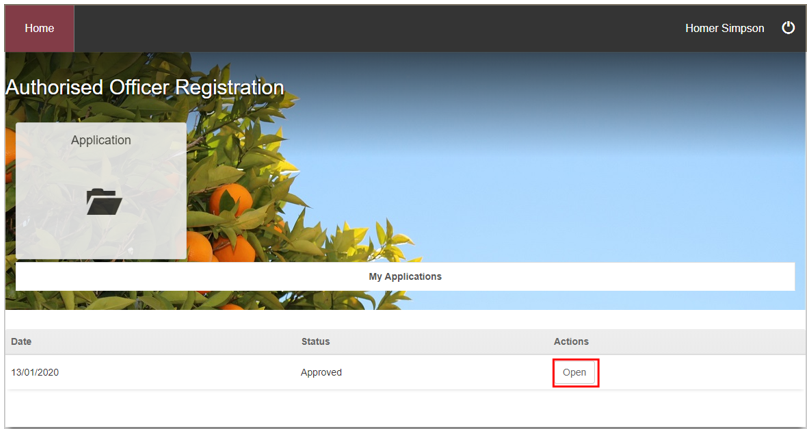 Home
Homer Simpson
Authorised Officer Registration
Application
My Applications
Date Status Actions
13/01/2020 Approved Open